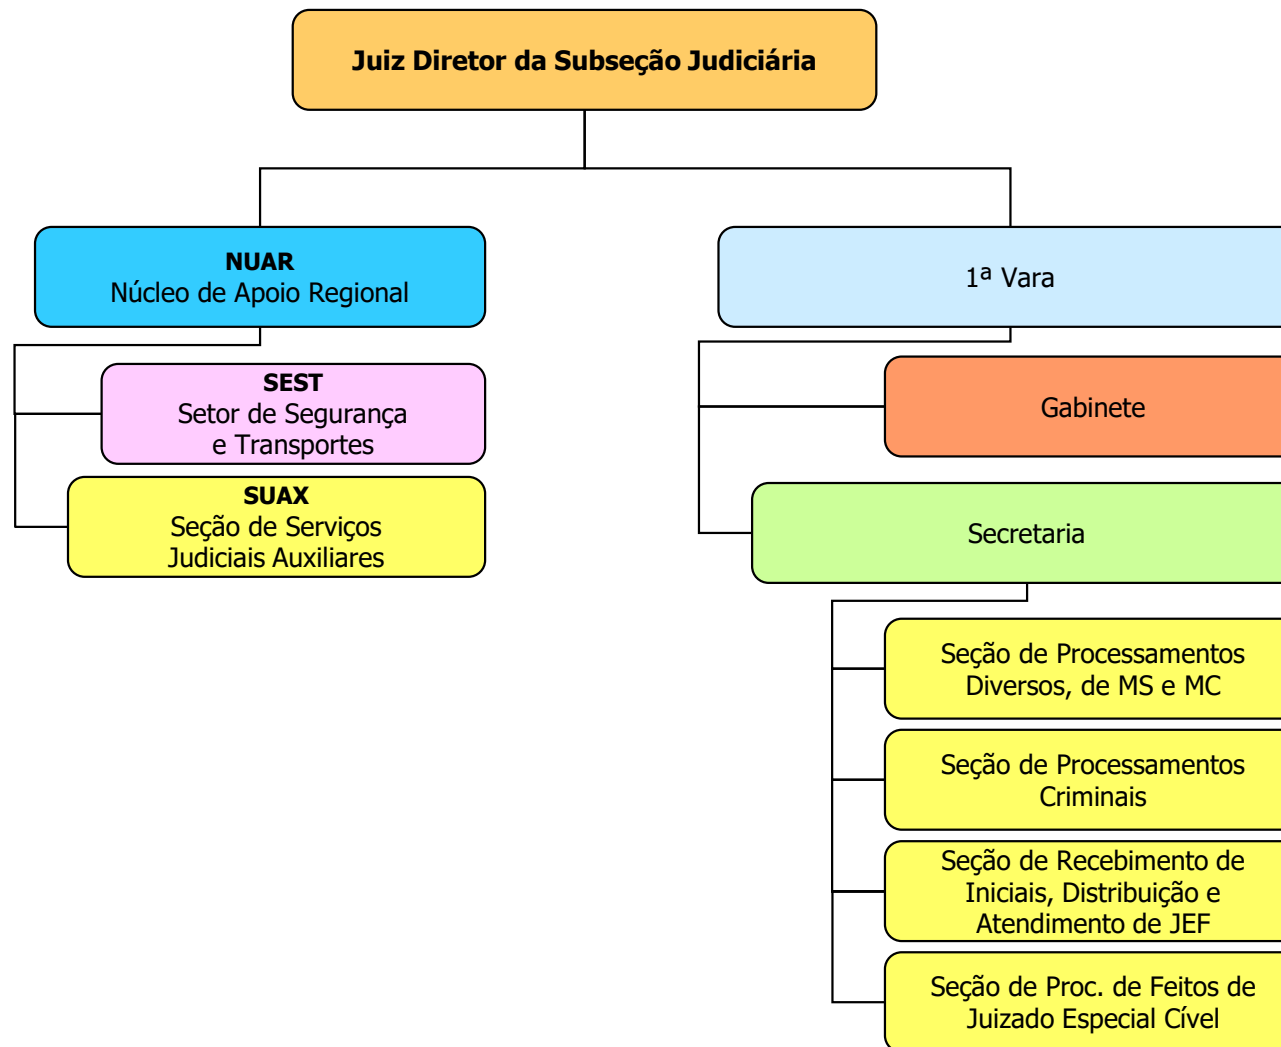 Juiz Diretor da Subseção Judiciária
NUAR
Núcleo de Apoio Regional
SEST
Setor de Segurança
e Transportes
SUAX
Seção de Serviços
Judiciais Auxiliares
1ª Vara
Gabinete
Secretaria
Seção de Processamentos
Diversos, de MS e MC
Seção de Processamentos
Criminais
Seção de Recebimento de
Iniciais, Distribuição e
Atendimento de JEF
Seção de Proc. de Feitos de
Juizado Especial Cível